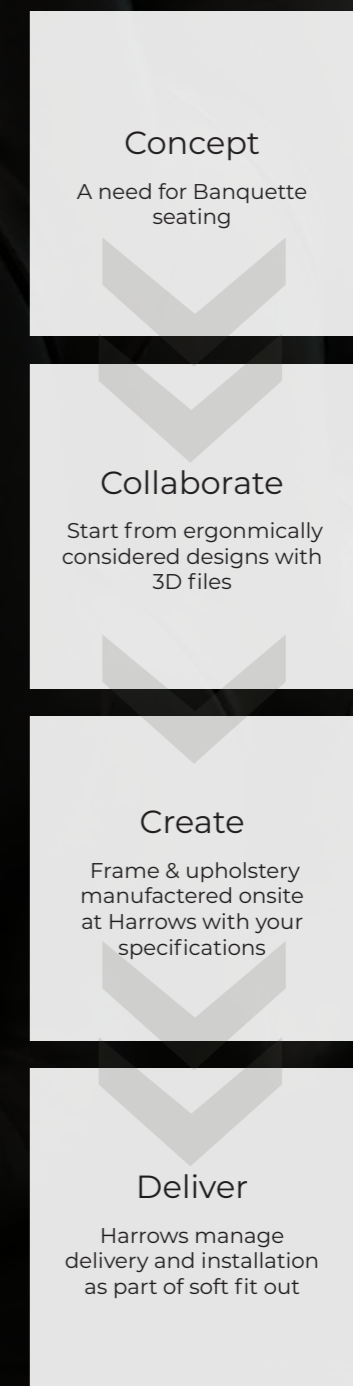 Concept
A need for Banquette
seating
Collaborate
Start from ergonmically
considered designs with
3D files
Create
Frame & upholstery
manufactered onsite
at Harrows with your
specifications
Deliver
Harrows manage
delivery and installation
as part of soft fit out